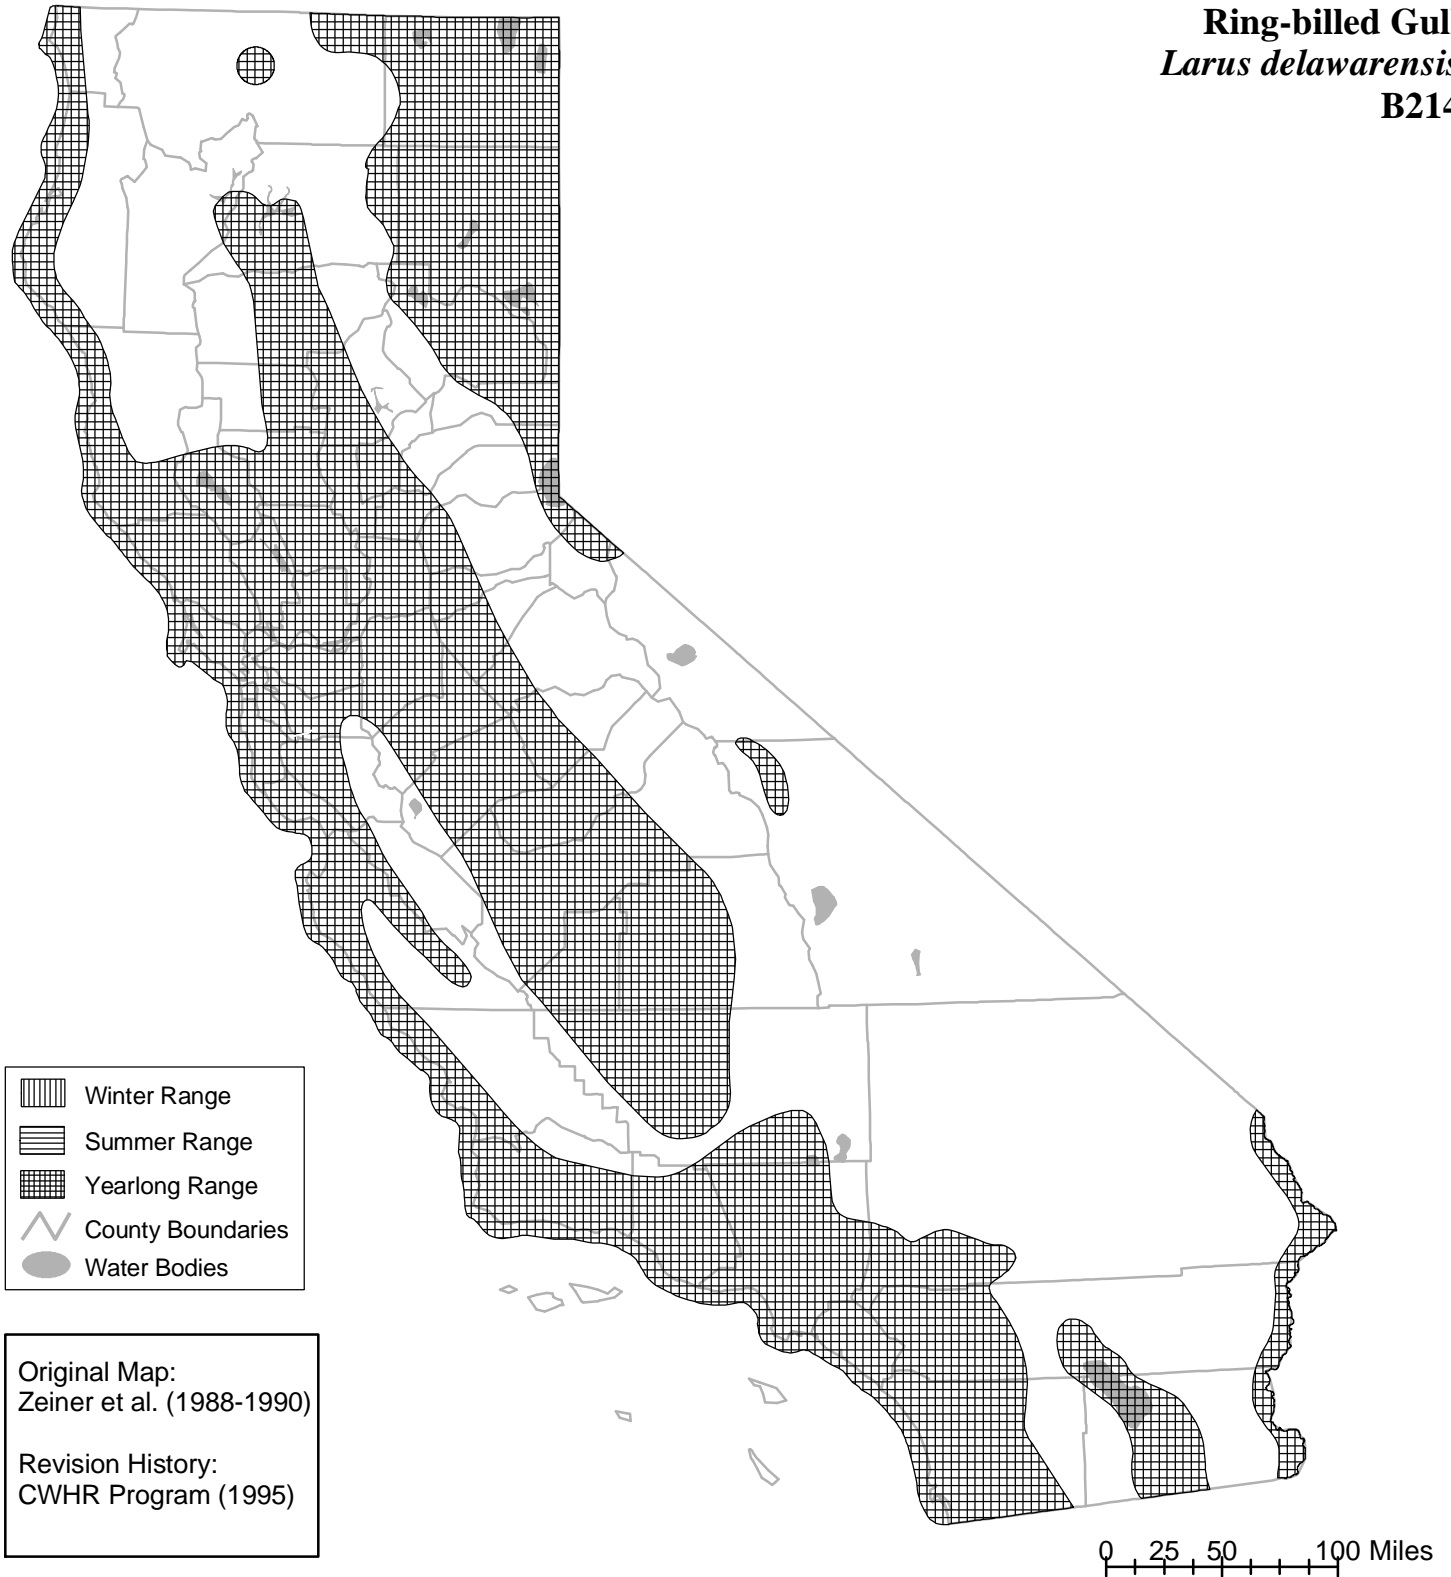 Ring-billed Gull
Larus delawarensis
B214
Winter Range
Summer Range
Yearlong Range
County Boundaries
Water Bodies
Original Map:
Zeiner et al. (1988-1990)
Revision History:
CWHR Program (1995)
0 25 50 100 Miles